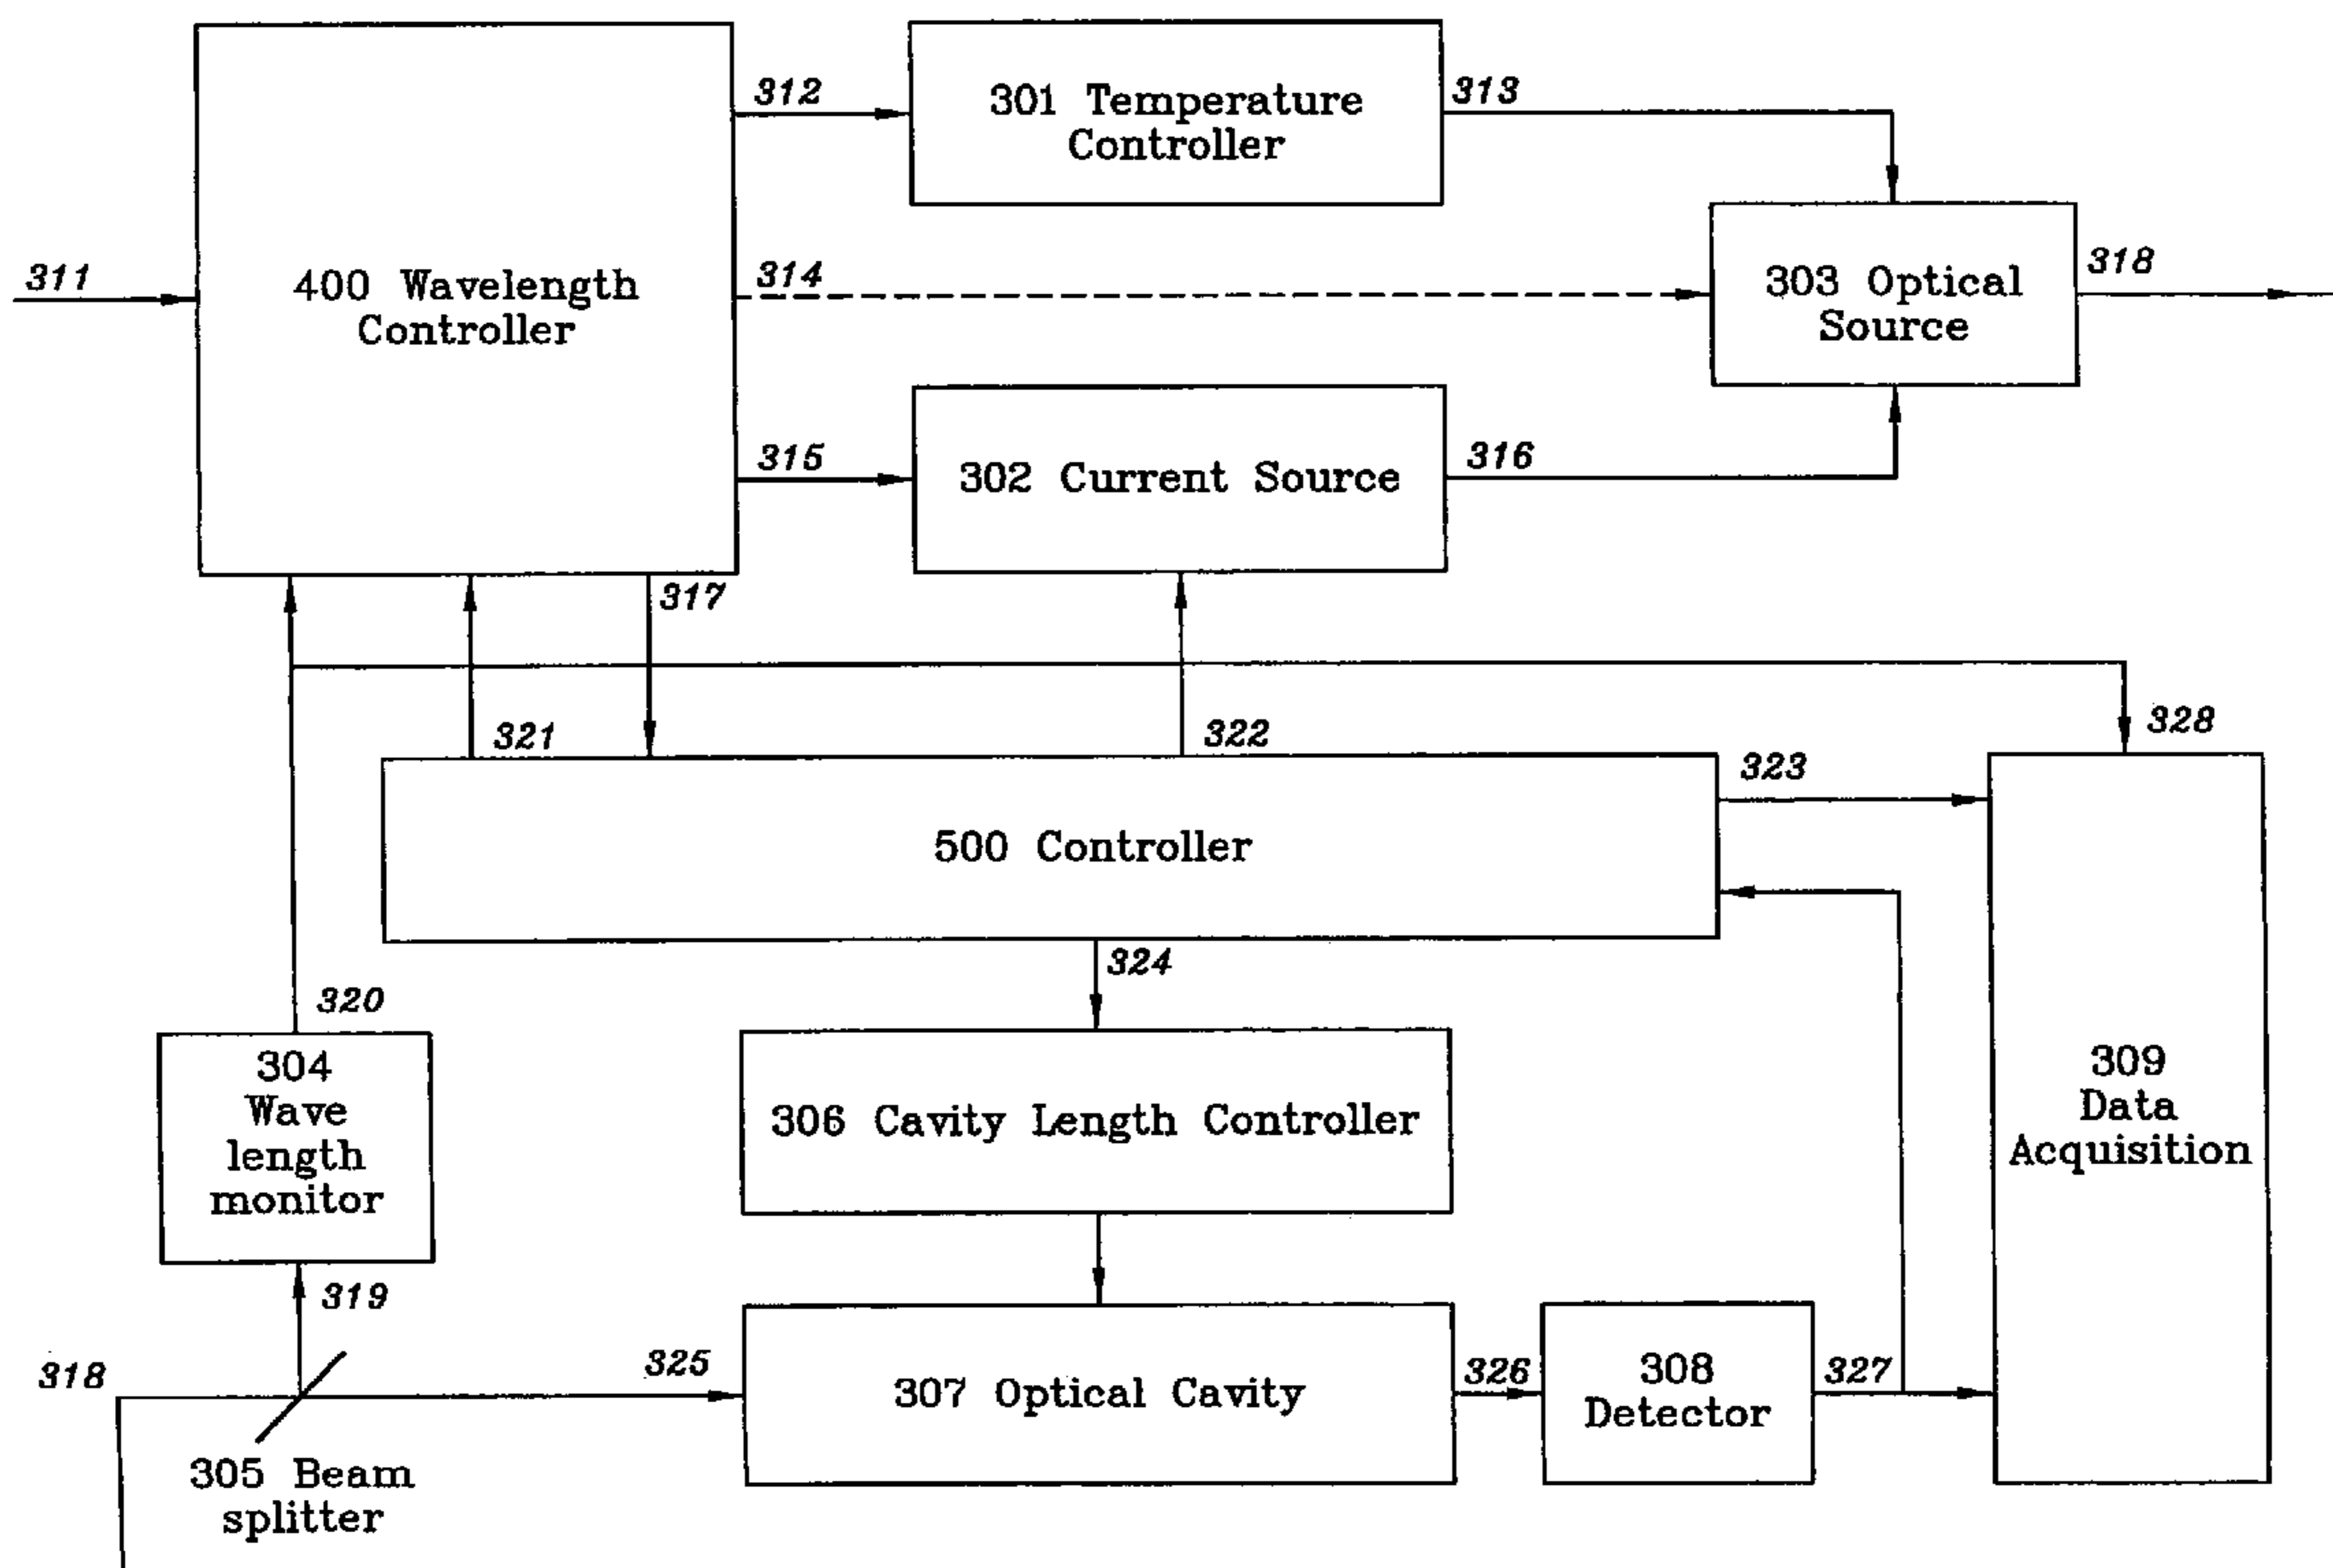 312
301 Temperature
Controller
313
311
400 Wavelength
Controller
314
303 Optical
Source
318
315
302 Current Source
316
317
321
322
328
323
500 Controller
324
320
304
Wave
length
monitor
306 Cavity Length Controller
309
Data
Acquisition
319
318
325
307 Optical Cavity
326
308
Detector
327
305 Beam
splitter